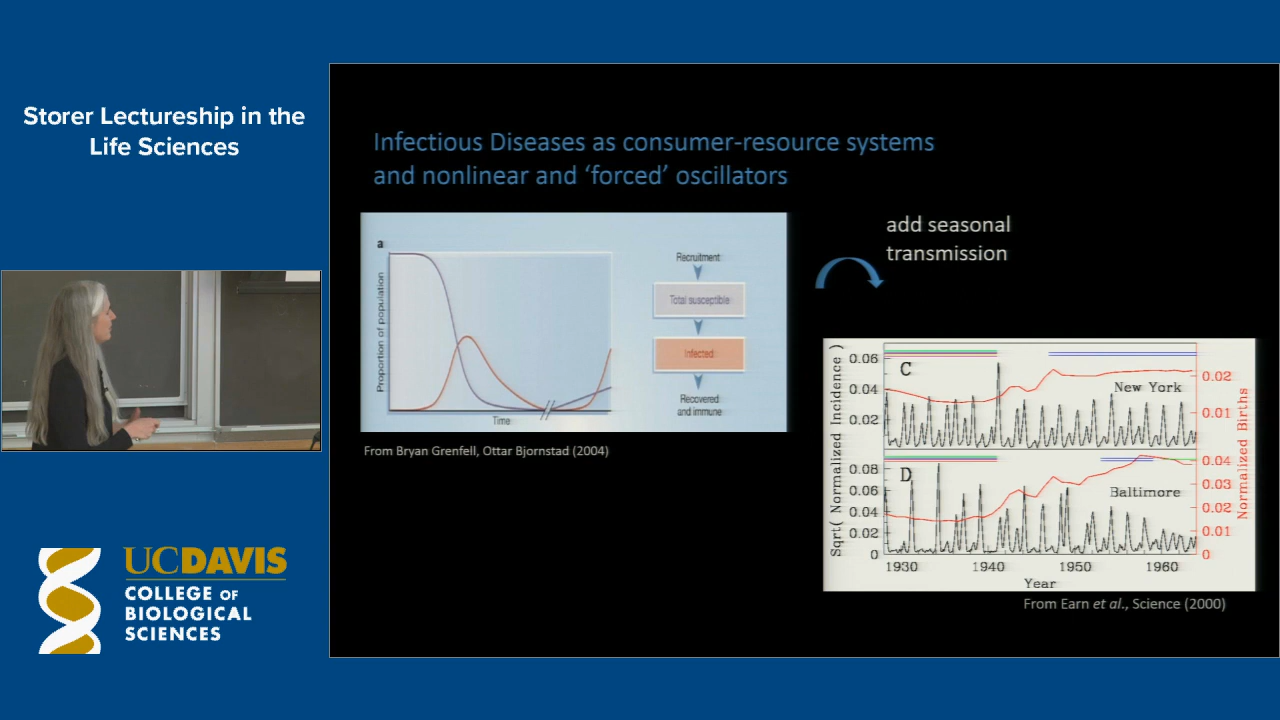 Storer Lectureship in the
Life Sciences
UCDAVIS
COLLEGE OF
BIOLOGICAL
SCIENCES
Infectious Diseases as consumer-resource systems
and nonlinear and ‘forced’ oscillators
a
Proportion of population
Time
Recruitment
Total susceptible
Infected
Recovered
and immune
From Bryan Grenfell, Ottar Bjornstad (2004)
add seasonal
transmission
Sqrt( Normalized Incidence )
0.06
0.04
0.02
C
New York
0.02
0.01
0.08
0.06
0.04
0.02
0
D
Baltimore
0.04
0.03
0.02
0.01
0
Normalized Births
1930 1940 1950 1960
Year
From Earn et al., Science (2000)